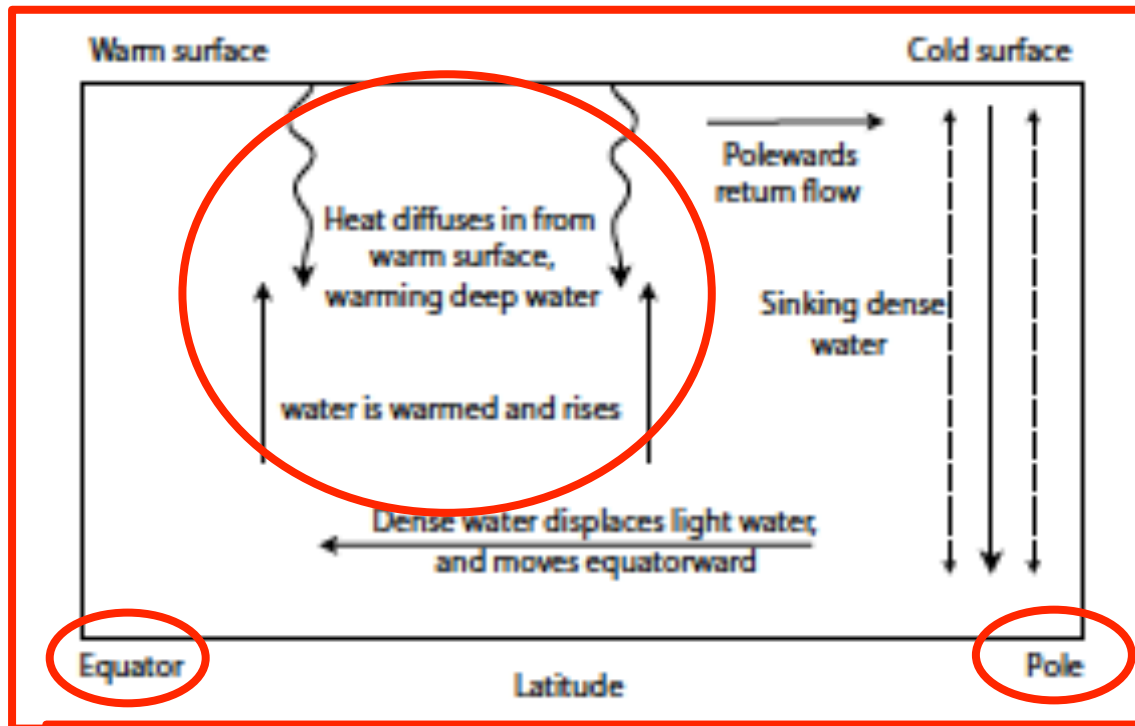 Warm surface
Cold surface
Polewards
return flow
Heat diffuses in from
warm surface,
warming deep water
Sinking dense
water
water is warmed and rises
Dense water displaces light water,
and moves equatorward
Equator
Latitude
Pole